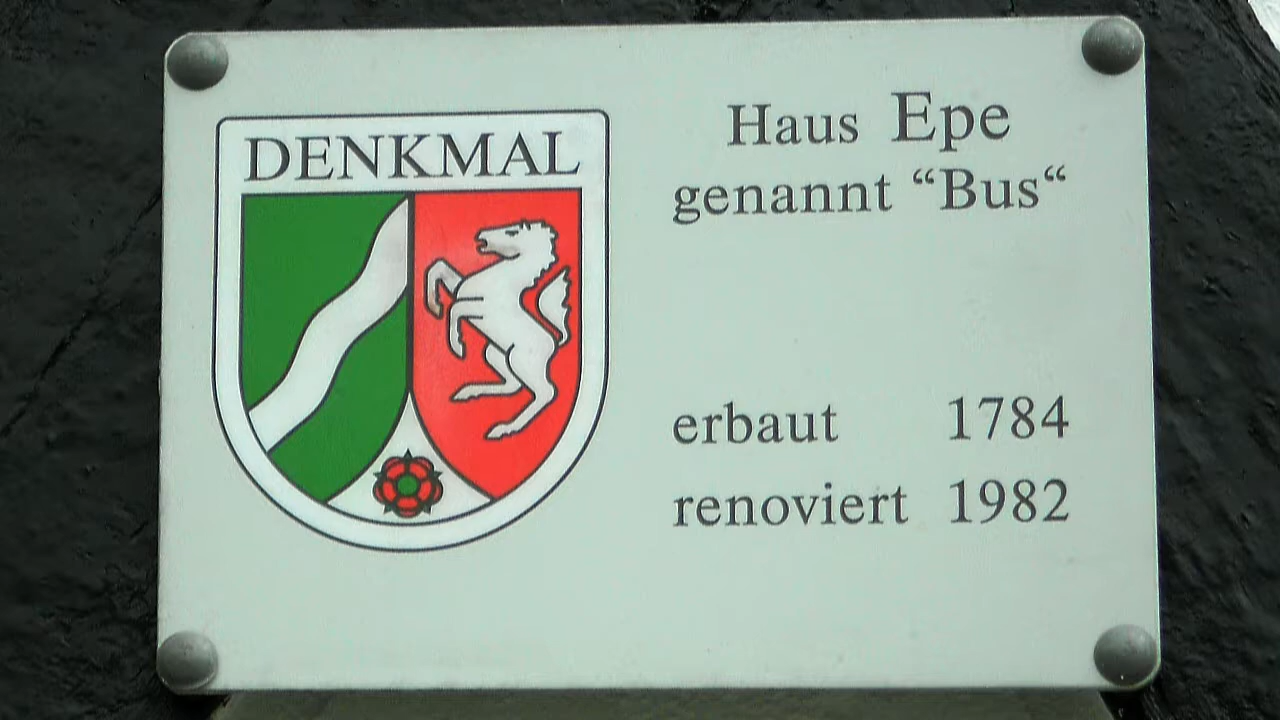 DENKMAL
Haus Epe
genannt “Bus“
erbaut 1784
renoviert 1982